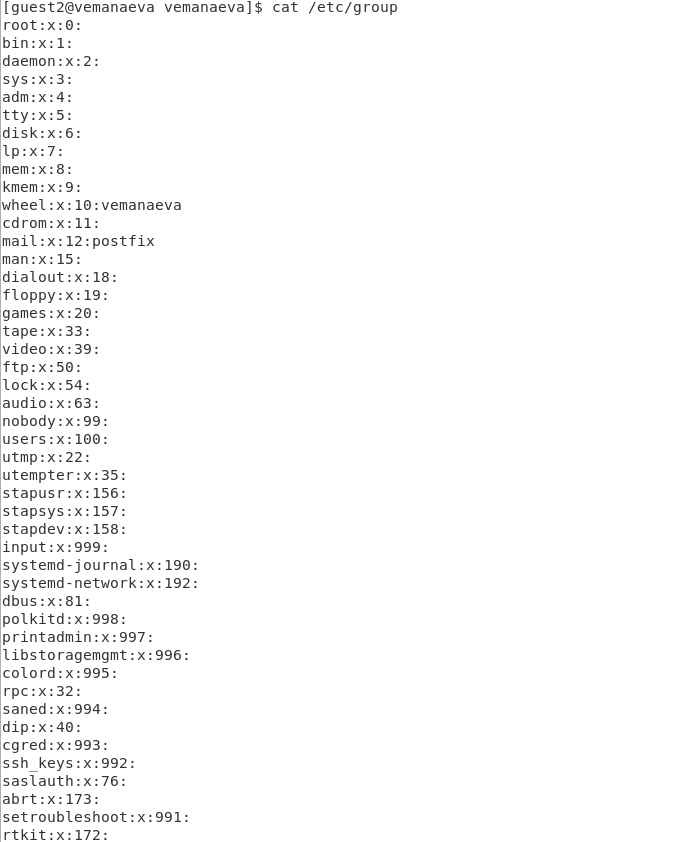 [guest2@vemanaeva vemanaeva]$ cat /etc/group
root:x:0:
bin:x:1:
daemon:x:2:
sys:x:3:
adm:x:4:
tty:x:5:
disk:x:6:
lp:x:7:
mem:x:8:
kmem:x:9:
wheel:x:10:vemanaeva
cdrom:x:11:
mail:x:12:postfix
man:x:15:
dialout:x:18:
floppy:x:19:
games:x:20:
tape:x:33:
video:x:39:
ftp:x:50:
lock:x:54:
audio:x:63:
nobody:x:99:
users:x:100:
utmp:x:22:
utempter:x:35:
stapusr:x:156:
stapsys:x:157:
stapdev:x:158:
input:x:999:
systemd-journal:x:190:
systemd-network:x:192:
dbus:x:81:
polkitd:x:998:
printadmin:x:997:
libstoragemgmt:x:996:
colord:x:995:
rpc:x:32:
saned:x:994:
dip:x:40:
cgred:x:993:
ssh_keys:x:992:
saslauth:x:76:
abrt:x:173:
setroubleshoot:x:991:
rtkit:x:172: